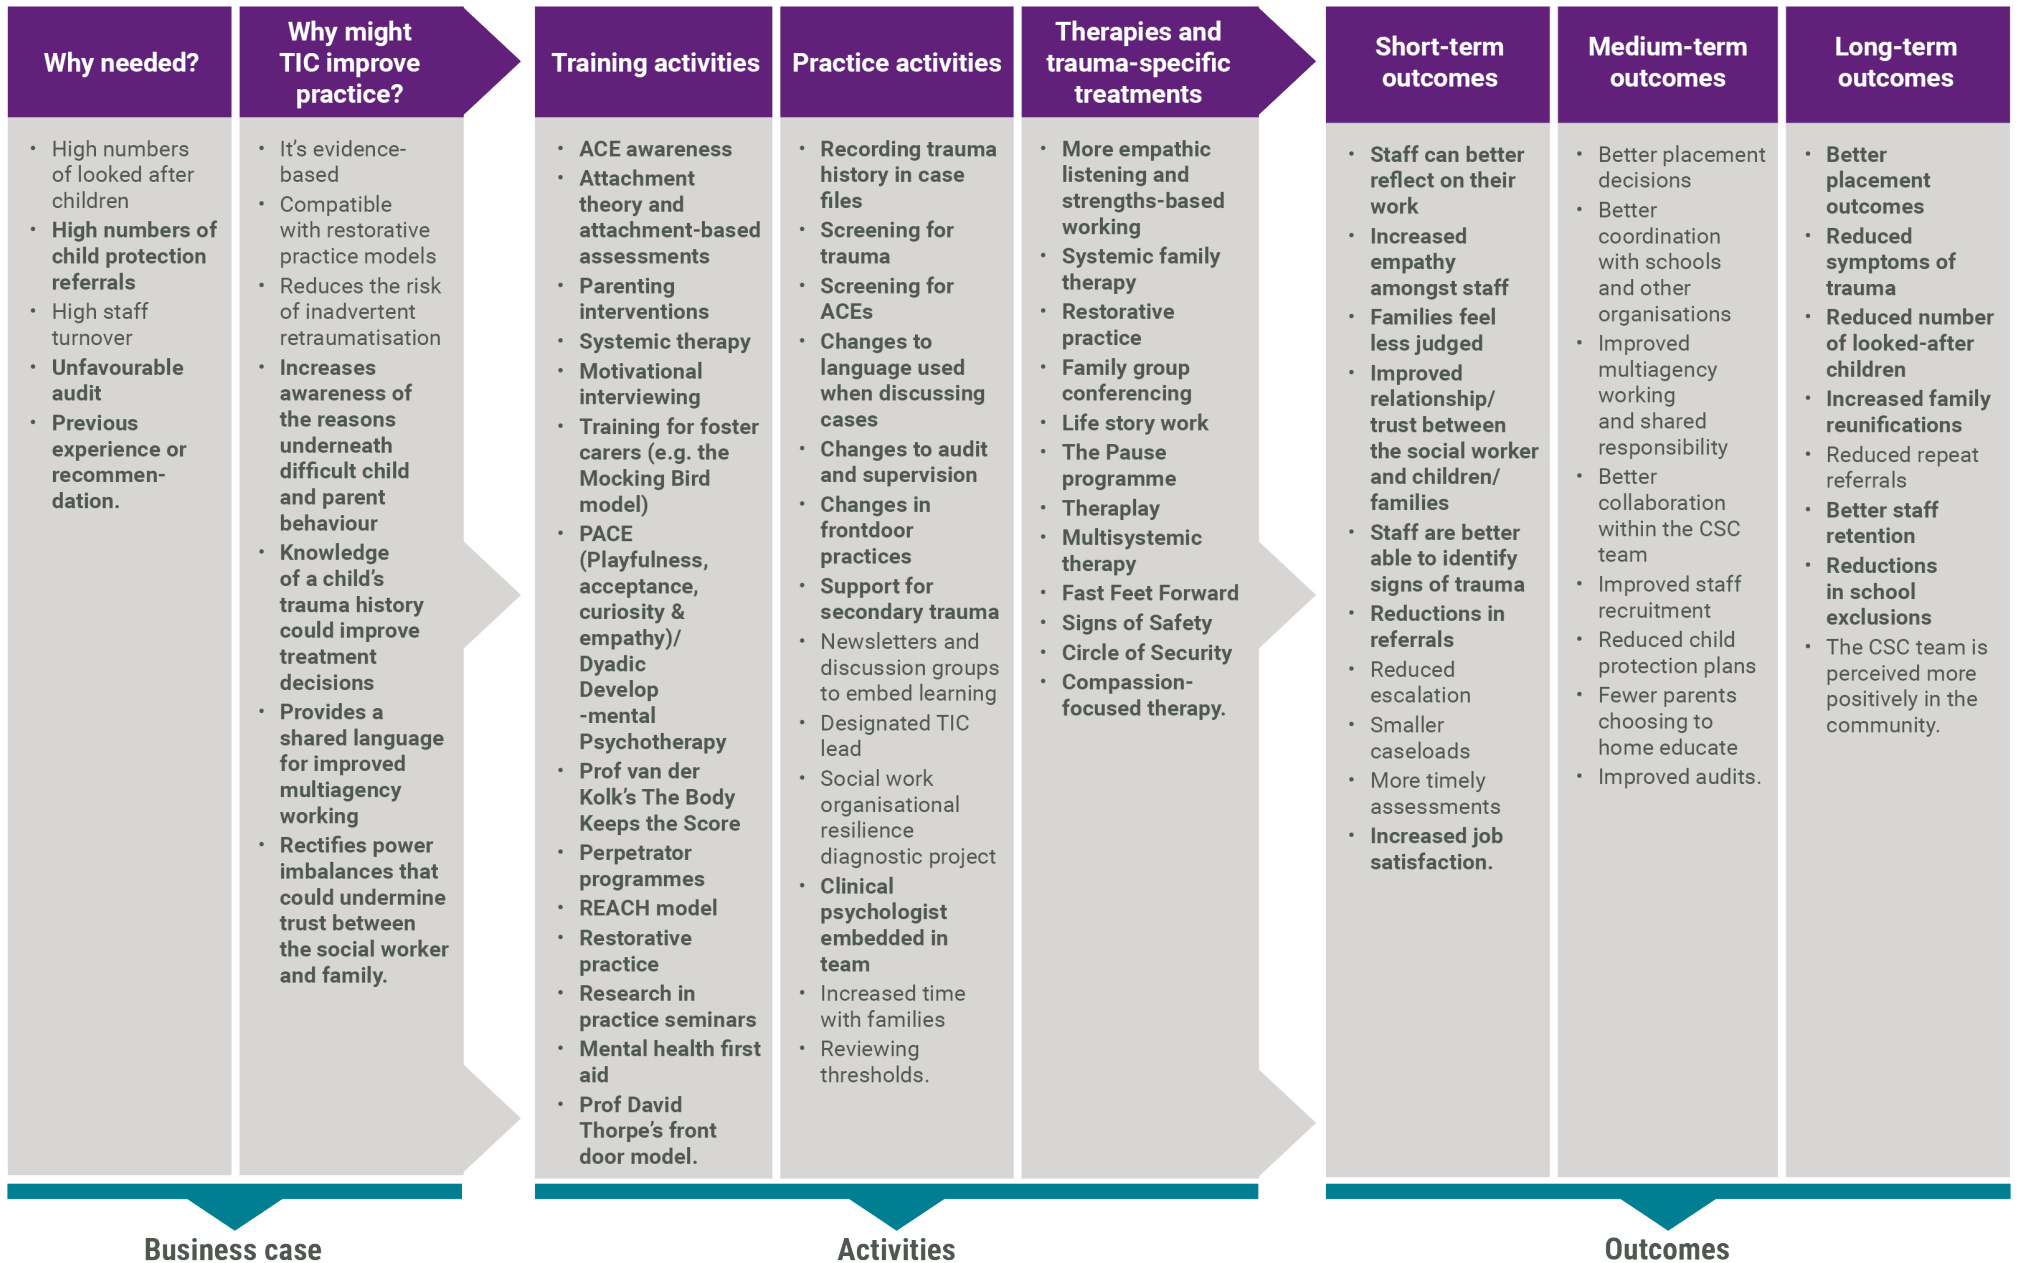 Why needed?
• High numbers
of looked after
children
• High numbers of
child protection
referrals
• High staff
turnover
• Unfavourable
audit
• Previous
experience or
recommen-
dation.
Why might
TIC improve
practice?
• It’s evidence-
based
• Compatible
with restorative
practice models
• Reduces the risk
of inadvertent
retraumatisation
• Increases
awareness of
the reasons
underneath
difficult child
and parent
behaviour
• Knowledge
of a child’s
trauma history
could improve
treatment
decisions
• Provides a
shared language
for improved
multiagency
working
• Rectifies power
imbalances that
could undermine
trust between
the social worker
and family.
Business case
Training activities
• ACE awareness
• Attachment
theory and
attachment-based
assessments
• Parenting
interventions
• Systemic therapy
• Motivational
interviewing
• Training for foster
carers (e.g. the
Mocking Bird
model)
• PACE
(Playfulness,
acceptance,
curiosity &
empathy)/
Dyadic
Develop
-mental
Psychotherapy
• Prof van der
Kolk’s The Body
Keeps the Score
• Perpetrator
programmes
• REACH model
• Restorative
practice
• Research in
practice seminars
• Mental health first
aid
• Prof David
Thorpe’s front
door model.
Practice activities
• Recording trauma
history in case
files
• Screening for
trauma
• Screening for
ACEs
• Changes to
language used
when discussing
cases
• Changes to audit
and supervision
• Changes in
frontdoor
practices
• Support for
secondary trauma
• Newsletters and
discussion groups
to embed learning
• Designated TIC
lead
• Social work
organisational
resilience
diagnostic project
• Clinical
psychologist
embedded in
team
• Increased time
with families
• Reviewing
thresholds.
Therapies and
trauma-specific
treatments
• More empathic
listening and
strengths-based
working
• Systemic family
therapy
• Restorative
practice
• Family group
conferencing
• Life story work
• The Pause
programme
• Theraplay
• Multisystemic
therapy
• Fast Feet Forward
• Signs of Safety
• Circle of Security
• Compassion-
focused therapy.
Activities
Short-term
outcomes
• Staff can better
reflect on their
work
• Increased
empathy
amongst staff
• Families feel
less judged
• Improved
relationship/
trust between
the social worker
and children/
families
• Staff are better
able to identify
signs of trauma
• Reductions in
referrals
• Reduced
escalation
• Smaller
caseloads
• More timely
assessments
• Increased job
satisfaction.
Medium-term
outcomes
• Better placement
decisions
• Better
coordination
with schools
and other
organisations
• Improved
multiagency
working
and shared
responsibility
• Better
collaboration
within the CSC
team
• Improved staff
recruitment
• Reduced child
protection plans
• Fewer parents
choosing to
home educate
• Improved audits.
Long-term
outcomes
• Better
placement
outcomes
• Reduced
symptoms of
trauma
• Reduced number
of looked-after
children
• Increased family
reunifications
• Reduced repeat
referrals
• Better staff
retention
• Reductions
in school
exclusions
• The CSC team is
perceived more
positively in the
community.
Outcomes